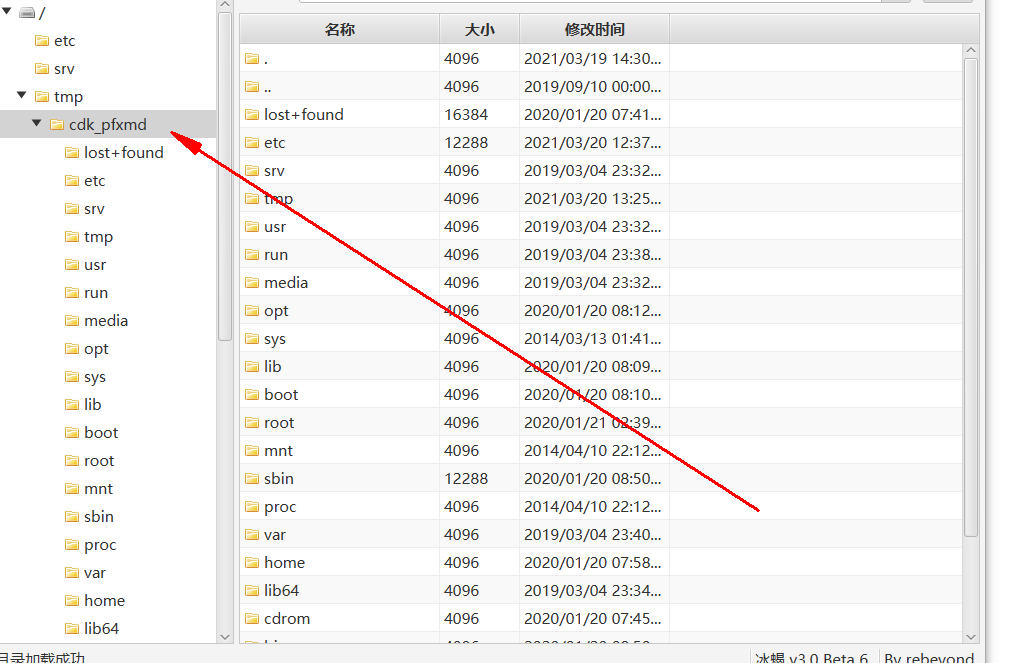 /
etc
srv
tmp
cdk_pfxmd
lost+found
etc
srv
tmp
usr
run
media
opt
sys
lib
boot
root
mnt
sbin
proc
var
home
lib64
名称 大小 修改时间
. 4096 2021/03/19 14:30...
.. 4096 2019/09/10 00:00...
lost+found 16384 2020/01/20 07:41...
etc 12288 2021/03/20 12:37...
srv 4096 2019/03/04 23:32...
tmp 4096 2021/03/20 13:25...
usr 4096 2019/03/04 23:32...
run 4096 2019/03/04 23:38...
media 4096 2019/03/04 23:32...
opt 4096 2020/01/20 08:12...
sys 4096 2014/03/13 01:41...
lib 4096 2020/01/20 08:09...
boot 4096 2020/01/20 08:10...
root 4096 2020/01/21 02:39...
mnt 4096 2014/04/10 22:12...
sbin 12288 2020/01/20 08:50...
proc 4096 2014/04/10 22:12...
var 4096 2019/03/04 23:40...
home 4096 2020/01/20 07:58...
lib64 4096 2019/03/04 23:34...
cdrom 4096 2020/01/20 07:45...
目录加载成功
冰蝎 v3.0 Beta 6 By rebeyond